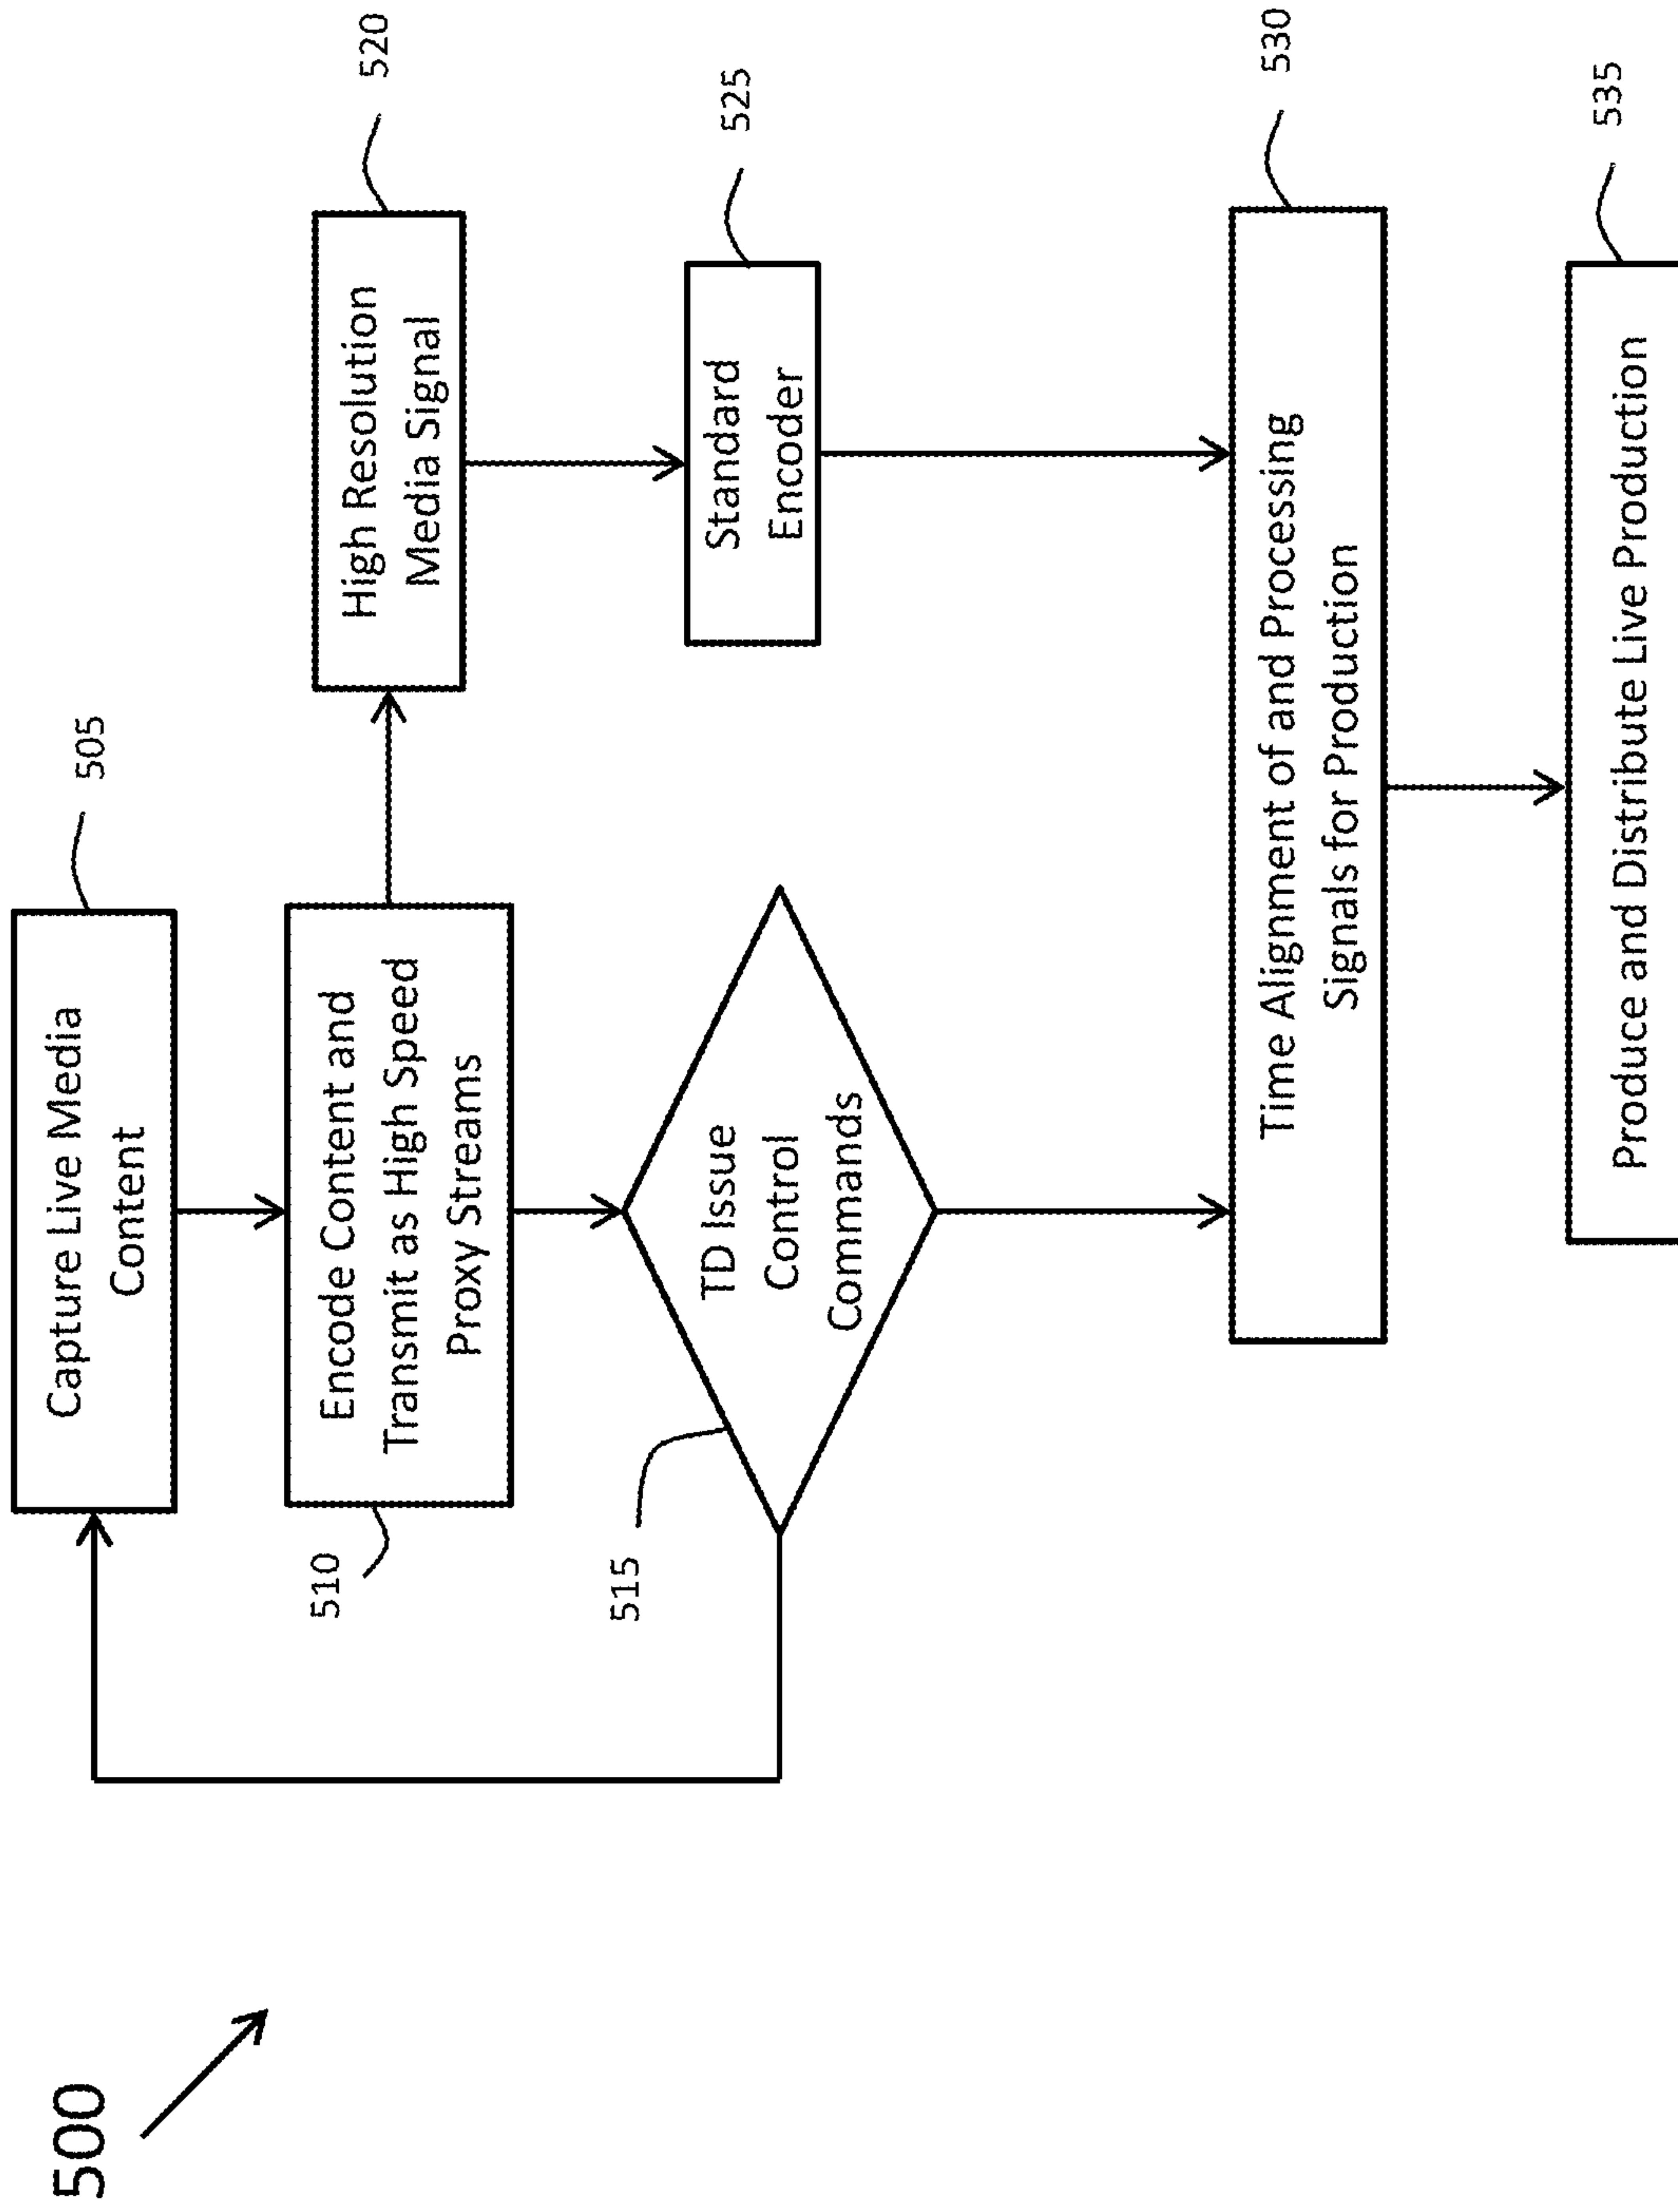 500
505
Capture Live Media
Content
510
Encode Content and
Transmit as High Speed
Proxy Streams
520
High Resolution
Media Signal
515
TD Issue
Control
Commands
525
Standard
Encoder
530
Time Alignment of and Processing
Signals for Production
535
Produce and Distribute Live Production